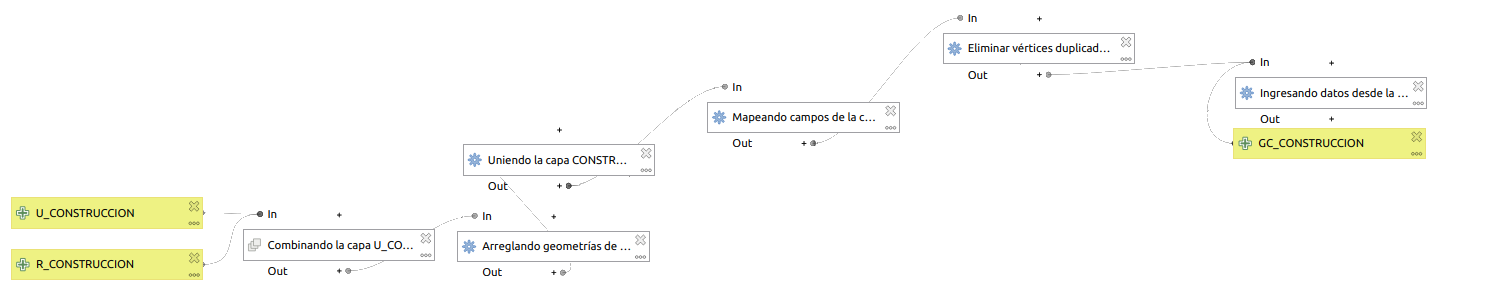 In +
Eliminar vértices duplicad...
Out +
In +
Ingresando datos desde la ...
Out +
GC_CONSTRUCCION
In
Mapeando campos de la c...
Out +
+
Uniendo la capa CONSTR...
Out +
U_CONSTRUCCION
R_CONSTRUCCION
In +
Combinando la capa U_CO...
Out +
In +
Arreglando geometrías de ...
Out +